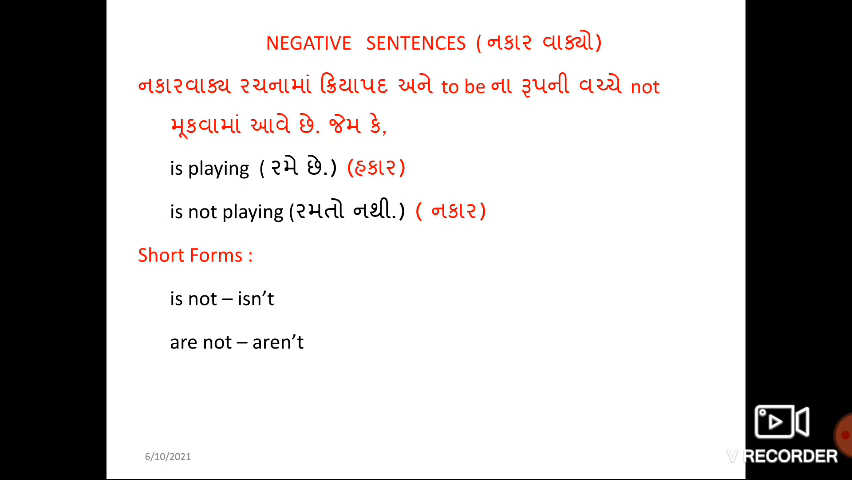 NEGATIVE SENTENCES ( નકાર વાક્યો)
નકારવાક્ય રચનામાં ક્રિયાપદ અને to be ના રૂપની વચ્ચે not
મૂકવામાં આવે છે. જેમ કે,
is playing ( રમે છે.) (હકાર)
is not playing (રમતો નથી.) ( નકાર)
Short Forms :
is not – isn’t
are not – aren’t
6/10/2021
V RECORDER